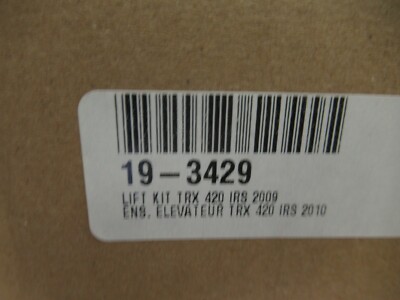 19-3429
LIFT KIT TRX 420 IRS 2009
ENS. ELEVATEUR TRX 420 IRS 2010